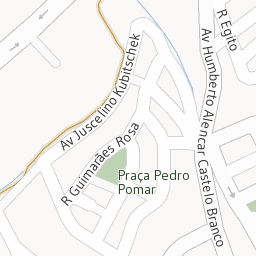 R Egito
Av Juscelino Kubitschek
Av Humberto Alencar Castelo Branco
R Guimarães Rosa
Praça Pedro
Pomar